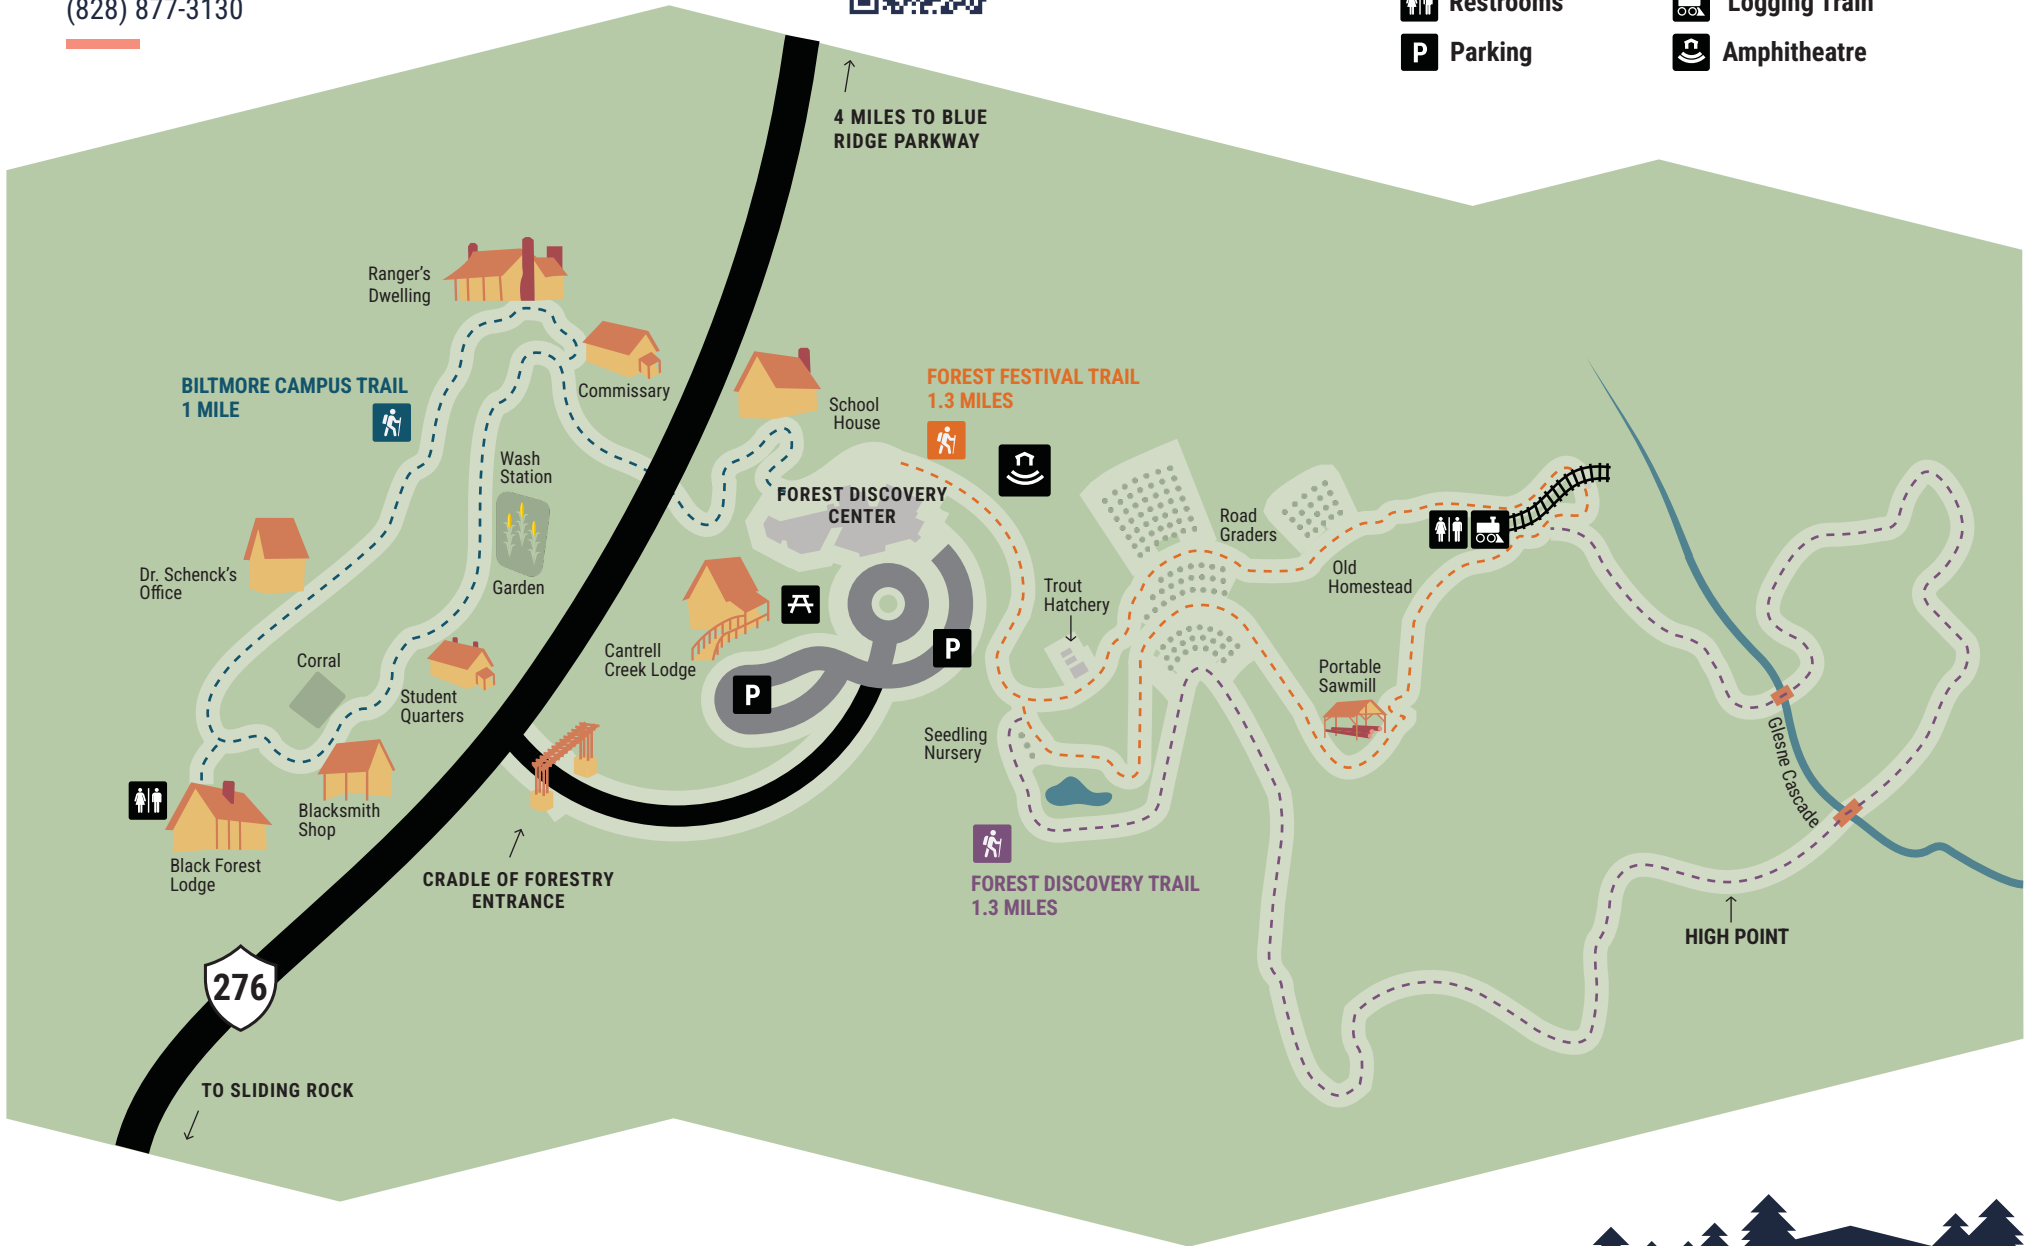 (828) 877-3130
Restrooms
Logging Train
P
Parking
Amphitheatre
4 MILES TO BLUE
RIDGE PARKWAY
Ranger's
Dwelling
Commissary
BILTMORE CAMPUS TRAIL
1 MILE
School
House
FOREST FESTIVAL TRAIL
1.3 MILES
Wash
Station
Garden
FOREST DISCOVERY
CENTER
Road
Graders
Old
Homestead
Dr. Schenck's
Office
Trout
Hatchery
Corral
Student
Quarters
Cantrell
Creek Lodge
P
P
Portable
Sawmill
Seedling
Nursery
Glesne Cascade
Blacksmith
Shop
Black Forest
Lodge
CRADLE OF FORESTRY
ENTRANCE
FOREST DISCOVERY TRAIL
1.3 MILES
HIGH POINT
276
TO SLIDING ROCK